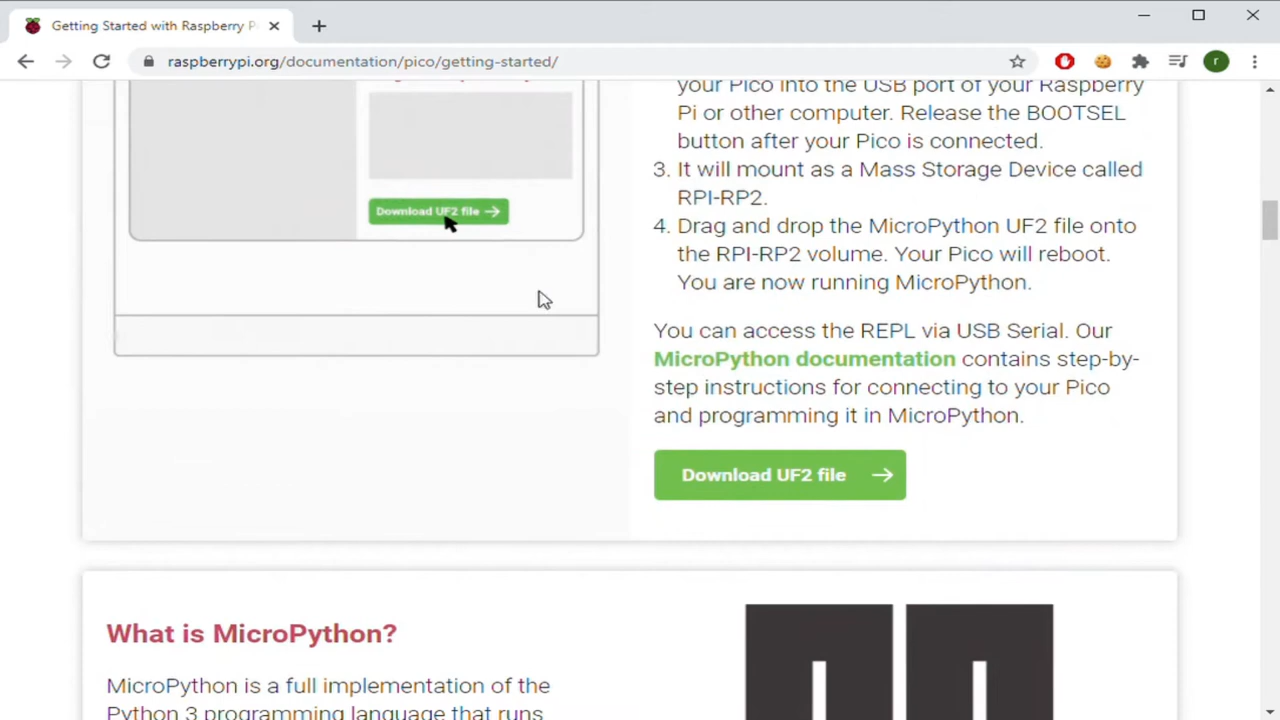 Getting Started with Raspberry P
raspberrypi.org/documentation/pico/getting-started/
r
your Pico into the USB port of your Raspberry
Pi or other computer. Release the BOOTSEL
button after your Pico is connected.
3. It will mount as a Mass Storage Device called
RPI-RP2.
Download UF2 file
4. Drag and drop the MicroPython UF2 file onto
the RPI-RP2 volume. Your Pico will reboot.
You are now running MicroPython.
You can access the REPL via USB Serial. Our
MicroPython documentation contains step-by-
step instructions for connecting to your Pico
and programming it in MicroPython.
Download UF2 file
What is MicroPython?
MicroPython is a full implementation of the
Python 3 programming language that runs